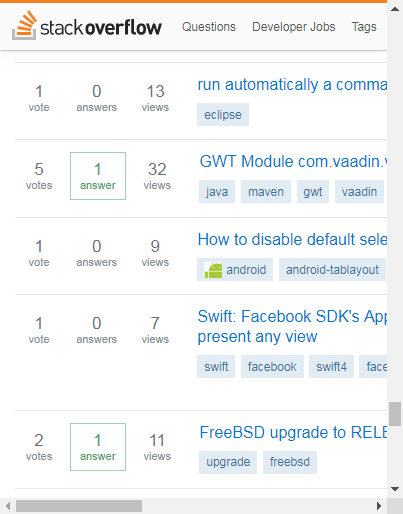 stackoverflow Questions Developer Jobs Tags
1 0 13 run automatically a comma
vote answers views
eclipse
5 1 32 GWT Module com.vaadin.
votes answer views
java maven gwt vaadin
1 0 9 How to disable default sele
vote answers views
android android-tablayout
1 0 7 Swift: Facebook SDK's App
vote answers views present any view
swift facebook swift4 face
2 1 11 FreeBSD upgrade to RELE
votes answer views
upgrade freebsd